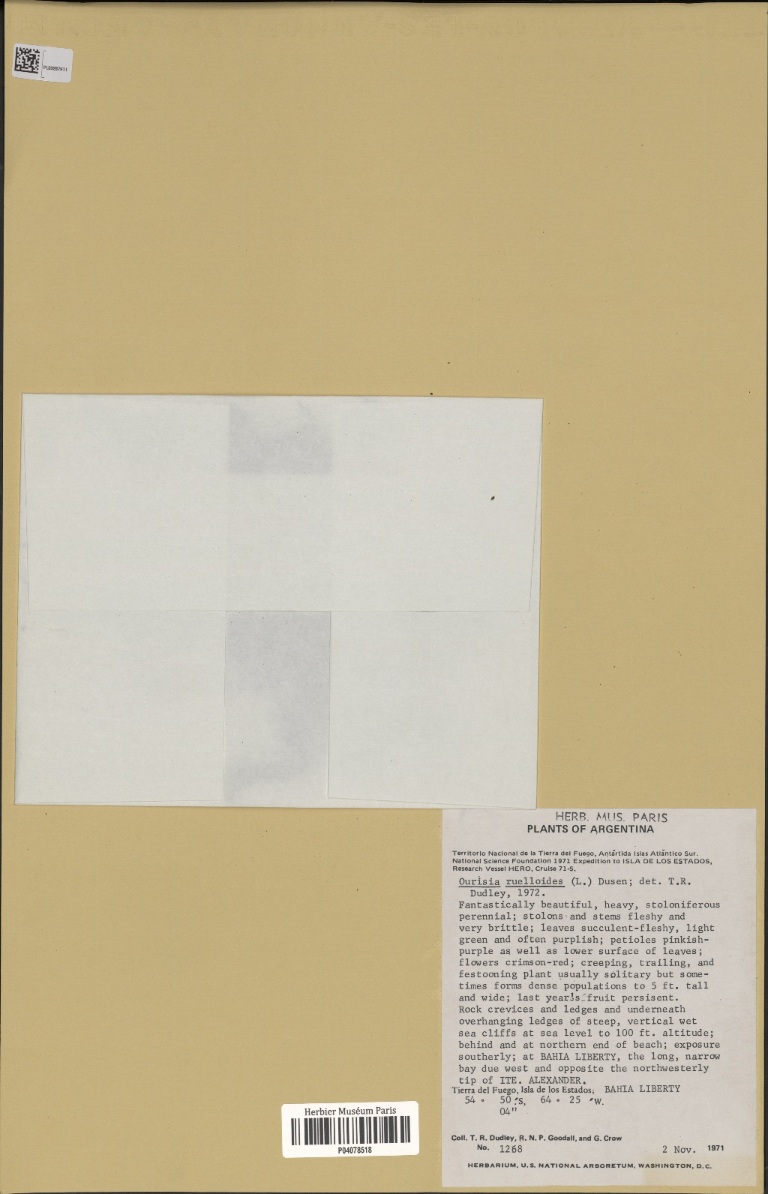 HERB. MUS. PARIS
PLANTS OF ARGENTINA
Territorio Nacional de la Tierra del Fuego, Antártida Islas Atlántico Sur.
National Science Foundation 1971 Expedition to ISLA DE LOS ESTADOS,
Research Vessel HERO, Cruise 71-5.
Ourisia ruelloides (L.) Dusen; det. T.R.
Dudley, 1972.
Fantastically beautiful, heavy, stoloniferous
perennial; stolons and stems fleshy and
very brittle; leaves succulent-fleshy, light
green and often purplish; petioles pinkish-
purple as well as lower surface of leaves;
flowers crimson-red; creeping, trailing, and
festooning plant usually solitary but some-
times forms dense populations to 5 ft. tall
and wide; last year's fruit persisent.
Rock crevices and ledges and underneath
overhanging ledges of steep, vertical wet
sea cliffs at sea level to 100 ft. altitude;
behind and at northern end of beach; exposure
southerly; at BAHIA LIBERTY, the long, narrow
bay due west and opposite the northwesterly
tip of ITE. ALEXANDER.
Tierra del Fuego, Isla de los Estados; BAHIA LIBERTY
54 ° 50 'S, 64 ° 25 'W.
04"
Coll. T. R. Dudley, R. N. P. Goodall, and G. Crow
No. 1268 2 Nov. 1971
HERBARIUM, U.S. NATIONAL ARBORETUM, WASHINGTON, D.C.
Herbier Muséum Paris
P04078518